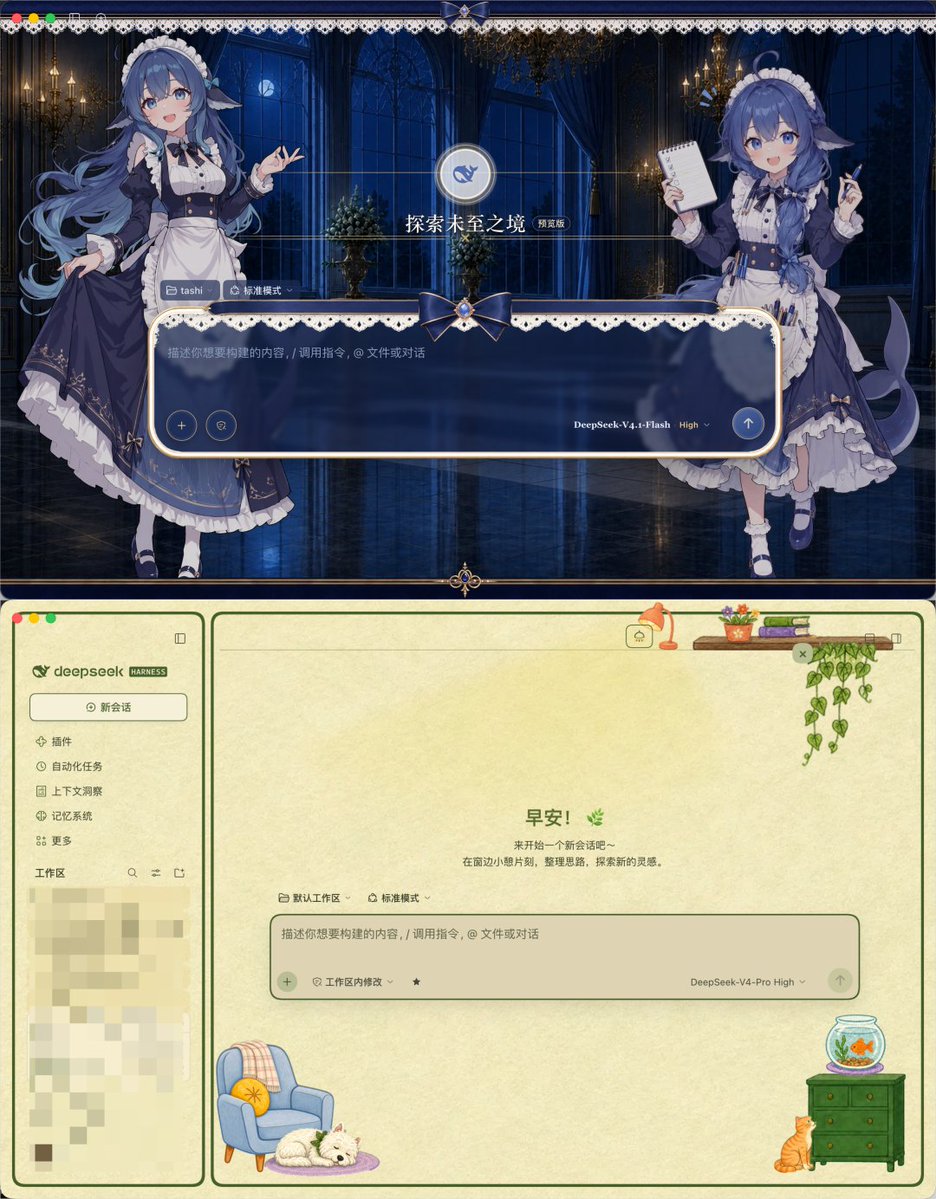 探索未至之境 预览版
tashi 标准模式
描述你想要构建的内容, / 调用指令, @ 文件或对话
DeepSeek-V4.1-Flash High
deepseek HARNESS
新会话
插件
自动化任务
上下文洞察
记忆系统
更多
工作区
早安!
来开始一个新会话吧～
在窗边小憩片刻，整理思路，探索新的灵感。
默认工作区 标准模式
描述你想要构建的内容, / 调用指令, @ 文件或对话
工作区内修改
DeepSeek-V4-Pro High